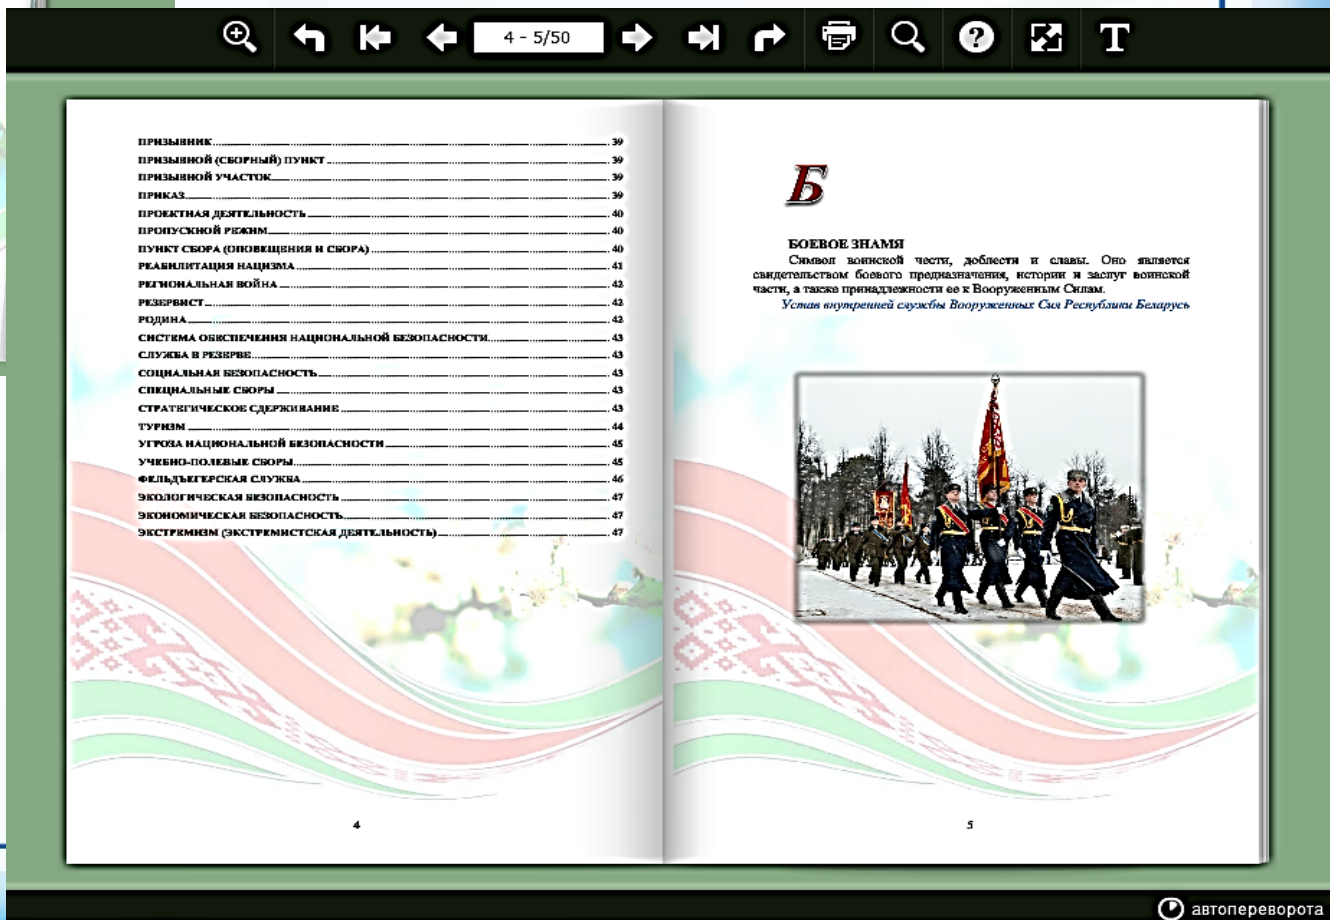 4 - 5/50
T
ПРИЗЫВНИК 39
ПРИЗЫВНОЙ (СБОРНЫЙ) ПУНКТ 39
ПРИЗЫВНОЙ УЧАСТОК 39
ПРИКАЗ 39
ПРОЕКТНАЯ ДЕЯТЕЛЬНОСТЬ 40
ПРОПУСКНОЙ РЕЖИМ 40
ПУНКТ СБОРА (ОПОВЕЩЕНИЯ И СБОРА) 40
РЕАБИЛИТАЦИЯ НАЦИЗМА 41
РЕГИОНАЛЬНАЯ ВОЙНА 42
РЕЗЕРВИСТ 42
РОДИНА 42
СИСТЕМА ОБЕСПЕЧЕНИЯ НАЦИОНАЛЬНОЙ БЕЗОПАСНОСТИ 43
СЛУЖБА В РЕЗЕРВЕ 43
СОЦИАЛЬНАЯ БЕЗОПАСНОСТЬ 43
СПЕЦИАЛЬНЫЕ СБОРЫ 43
СТРАТЕГИЧЕСКОЕ СДЕРЖИВАНИЕ 43
ТУРИЗМ 44
УГРОЗА НАЦИОНАЛЬНОЙ БЕЗОПАСНОСТИ 45
УЧЕБНО-ПОЛЕВЫЕ СБОРЫ 45
ФЕЛЬДЪЕГЕРСКАЯ СЛУЖБА 46
ЭКОЛОГИЧЕСКАЯ БЕЗОПАСНОСТЬ 47
ЭКОНОМИЧЕСКАЯ БЕЗОПАСНОСТЬ 47
ЭКСТРЕМИЗМ (ЭКСТРЕМИСТСКАЯ ДЕЯТЕЛЬНОСТЬ) 47
4
Б
БОЕВОЕ ЗНАМЯ
Символ воинской чести, доблести и славы. Оно является
свидетельством боевого предназначения, истории и заслуг воинской
части, а также принадлежности ее к Вооруженным Силам.
Устав внутренней службы Вооруженных Сил Республики Беларусь
5
автопереворота